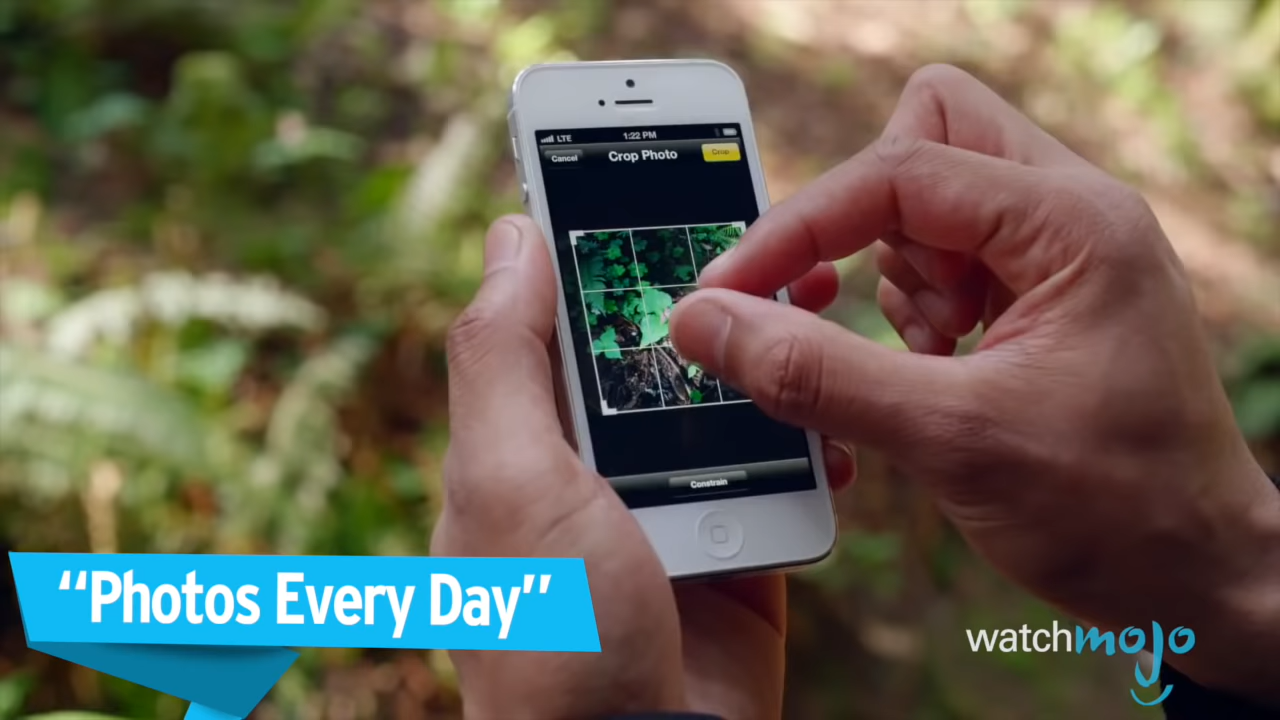 LTE 1:22 PM
Cancel Crop Photo Crop
Constrain
“Photos Every Day”
watchmojo